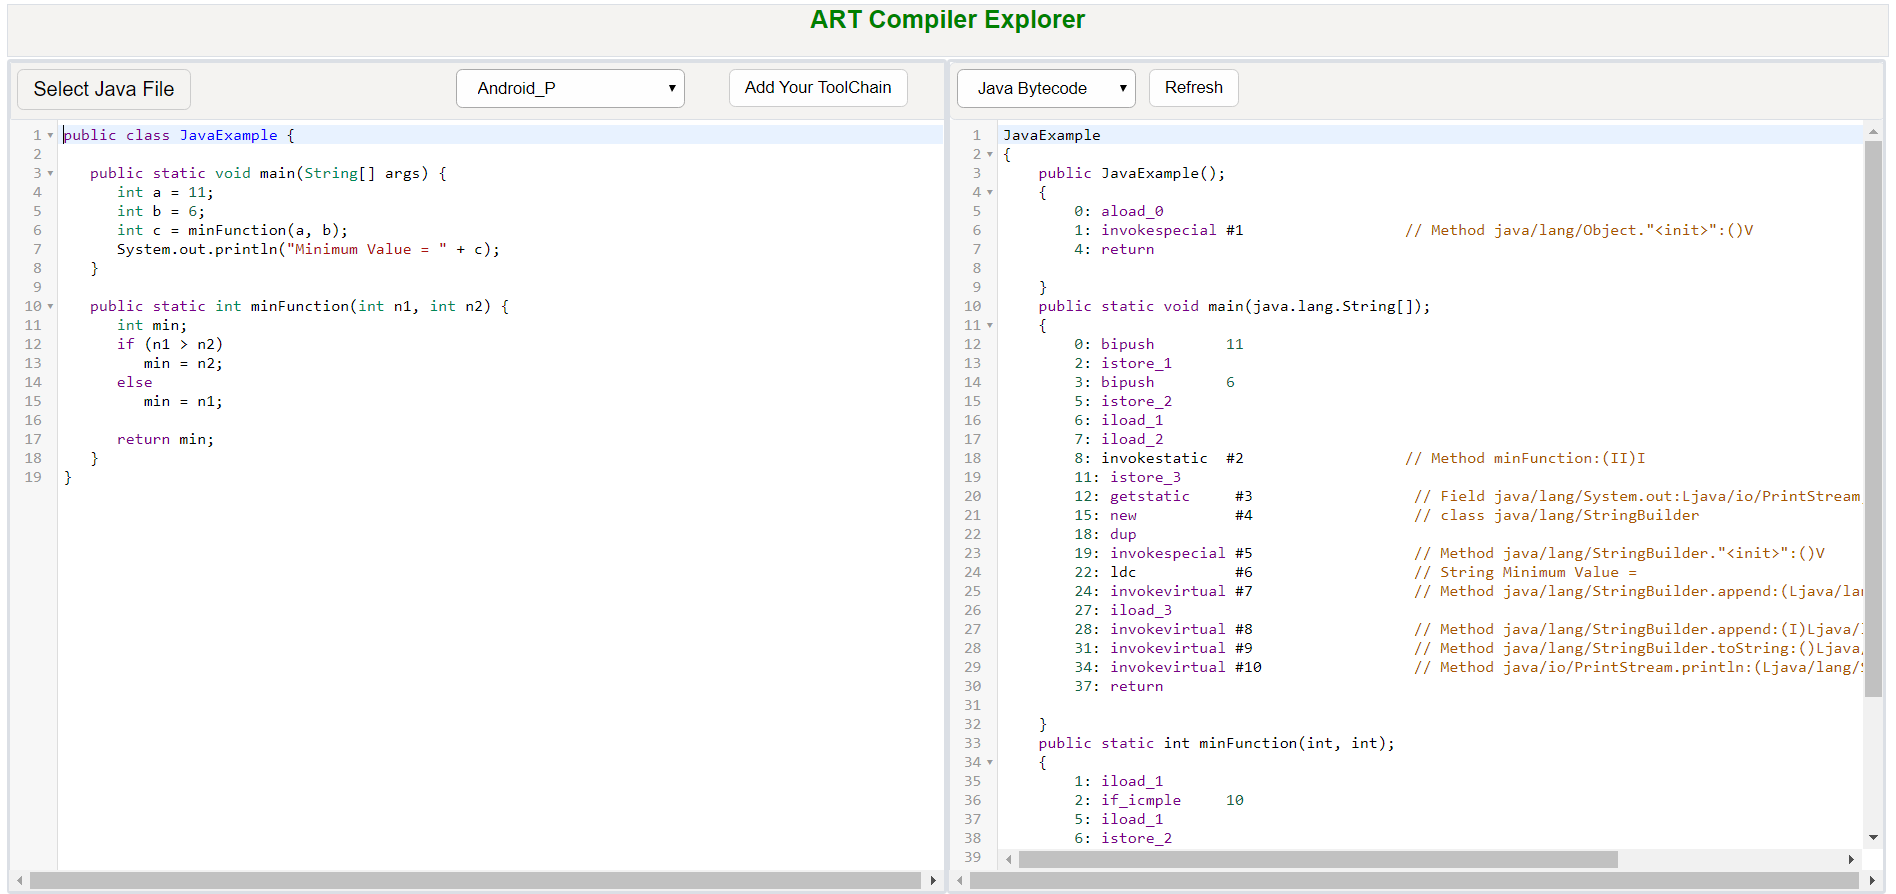 ART Compiler Explorer
Select Java File
Android_P
Add Your ToolChain
Java Bytecode
Refresh
1 public class JavaExample {
2
3 public static void main(String[] args) {
4 int a = 11;
5 int b = 6;
6 int c = minFunction(a, b);
7 System.out.println("Minimum Value = " + c);
8 }
9
10 public static int minFunction(int n1, int n2) {
11 int min;
12 if (n1 > n2)
13 min = n2;
14 else
15 min = n1;
16
17 return min;
18 }
19 }
1 JavaExample
2 {
3 public JavaExample();
4 {
5 0: aload_0
6 1: invokespecial #1 // Method java/lang/Object."<init>":()V
7 4: return
8
9 }
10 public static void main(java.lang.String[]);
11 {
12 0: bipush 11
13 2: istore_1
14 3: bipush 6
15 5: istore_2
16 6: iload_1
17 7: iload_2
18 8: invokestatic #2 // Method minFunction:(II)I
19 11: istore_3
20 12: getstatic #3 // Field java/lang/System.out:Ljava/io/PrintStream
21 15: new #4 // class java/lang/StringBuilder
22 18: dup
23 19: invokespecial #5 // Method java/lang/StringBuilder."<init>":()V
24 22: ldc #6 // String Minimum Value =
25 24: invokevirtual #7 // Method java/lang/StringBuilder.append:(Ljava/la
26 27: iload_3
27 28: invokevirtual #8 // Method java/lang/StringBuilder.append:(I)Ljava/
28 31: invokevirtual #9 // Method java/lang/StringBuilder.toString:()Ljava
29 34: invokevirtual #10 // Method java/io/PrintStream.println:(Ljava/lang/
30 37: return
31
32 }
33 public static int minFunction(int, int);
34 {
35 1: iload_1
36 2: if_icmple 10
37 5: iload_1
38 6: istore_2
39